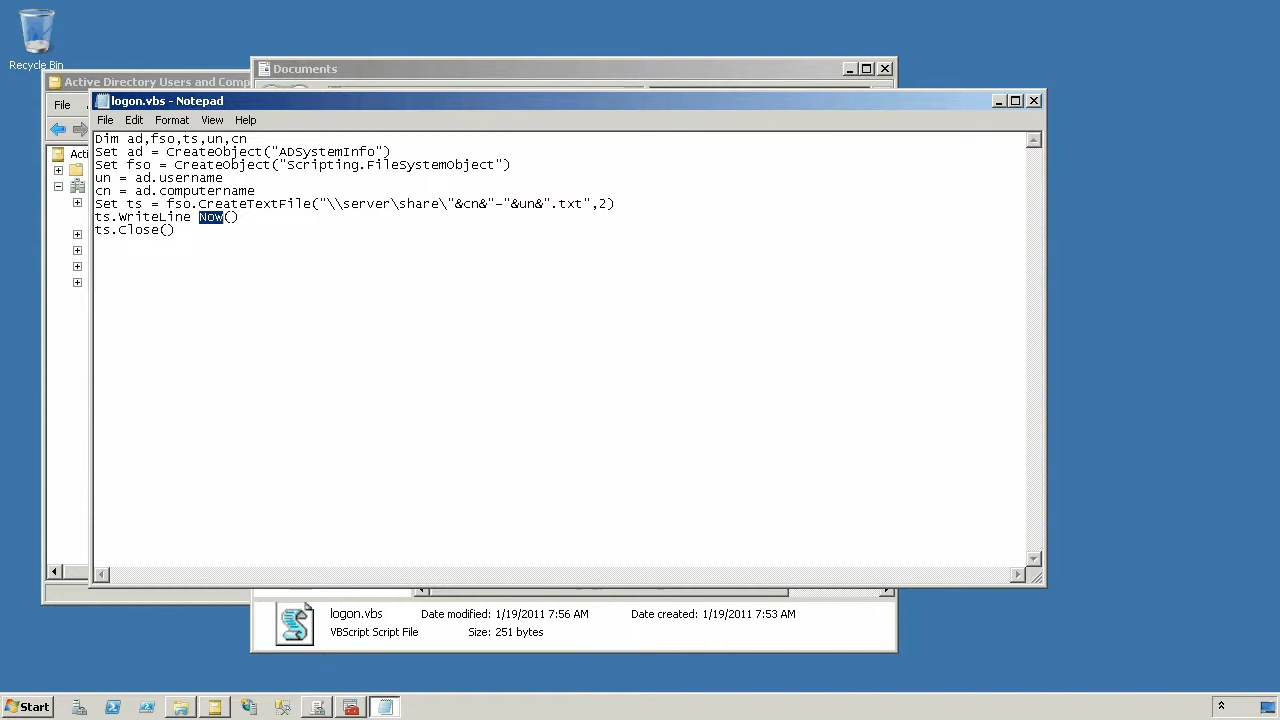 Recycle Bin
Documents
Active Directory Users and Comp
File
Acti
logon.vbs - Notepad
File Edit Format View Help
Dim ad,fso,ts,un,cn
Set ad = CreateObject("ADSystemInfo")
Set fso = CreateObject("Scripting.FileSystemObject")
un = ad.username
cn = ad.computername
Set ts = fso.CreateTextFile("\\server\share\"&cn&"-"&un&".txt",2)
ts.WriteLine Now()
ts.Close()
logon.vbs Date modified: 1/19/2011 7:56 AM Date created: 1/19/2011 7:53 AM
VBScript Script File Size: 251 bytes
Start